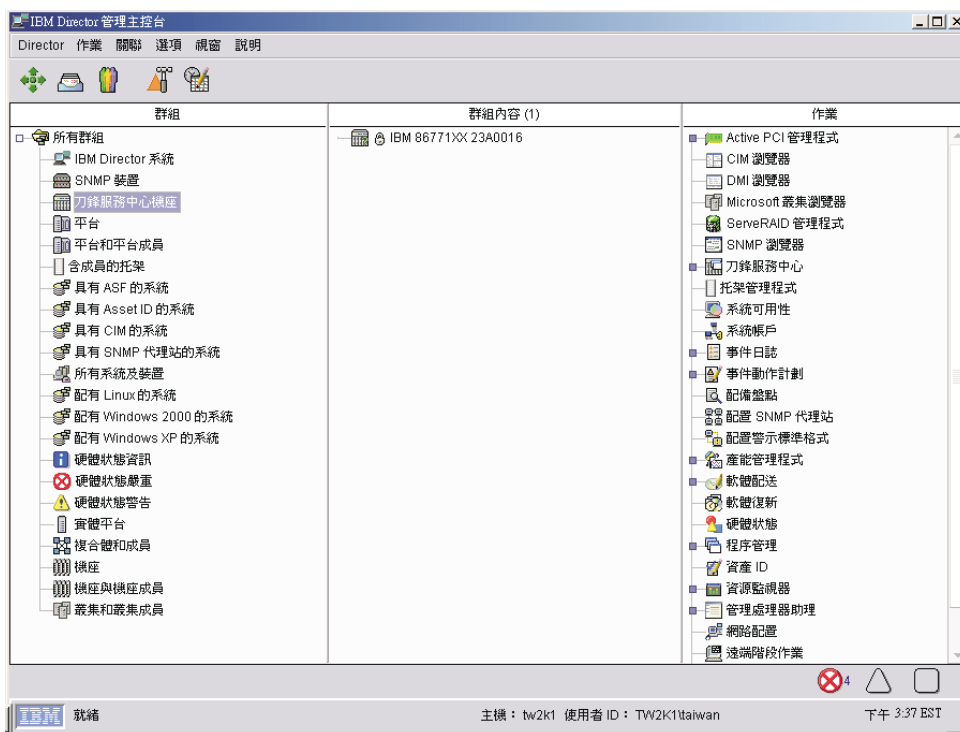 IBM Director 管理主控台
Director 作業 關聯 選項 視窗 說明
群組
所有群組
IBM Director 系統
SNMP 裝置
刀鋒服務中心機座
平台
平台和平台成員
含成員的托架
具有 ASF 的系統
具有 Asset ID 的系統
具有 CIM 的系統
具有 SNMP 代理站的系統
所有系統及裝置
配有 Linux 的系統
配有 Windows 2000 的系統
配有 Windows XP 的系統
硬體狀態資訊
硬體狀態嚴重
硬體狀態警告
實體平台
複合體和成員
機座
機座與機座成員
叢集和叢集成員
群組內容 (1)
IBM 86771XX 23A0016
作業
Active PCI 管理程式
CIM 瀏覽器
DMI 瀏覽器
Microsoft 叢集瀏覽器
ServeRAID 管理程式
SNMP 瀏覽器
刀鋒服務中心
托架管理程式
系統可用性
系統帳戶
事件日誌
事件動作計劃
配備盤點
配置 SNMP 代理站
配置警示標準格式
產能管理程式
軟體配送
軟體復新
硬體狀態
程序管理
資產 ID
資源監視器
管理處理器助理
網路配置
遠端階段作業
4
IBM 就緒 主機： tw2k1 使用者 ID： TW2K1\taiwan 下午 3:37 EST